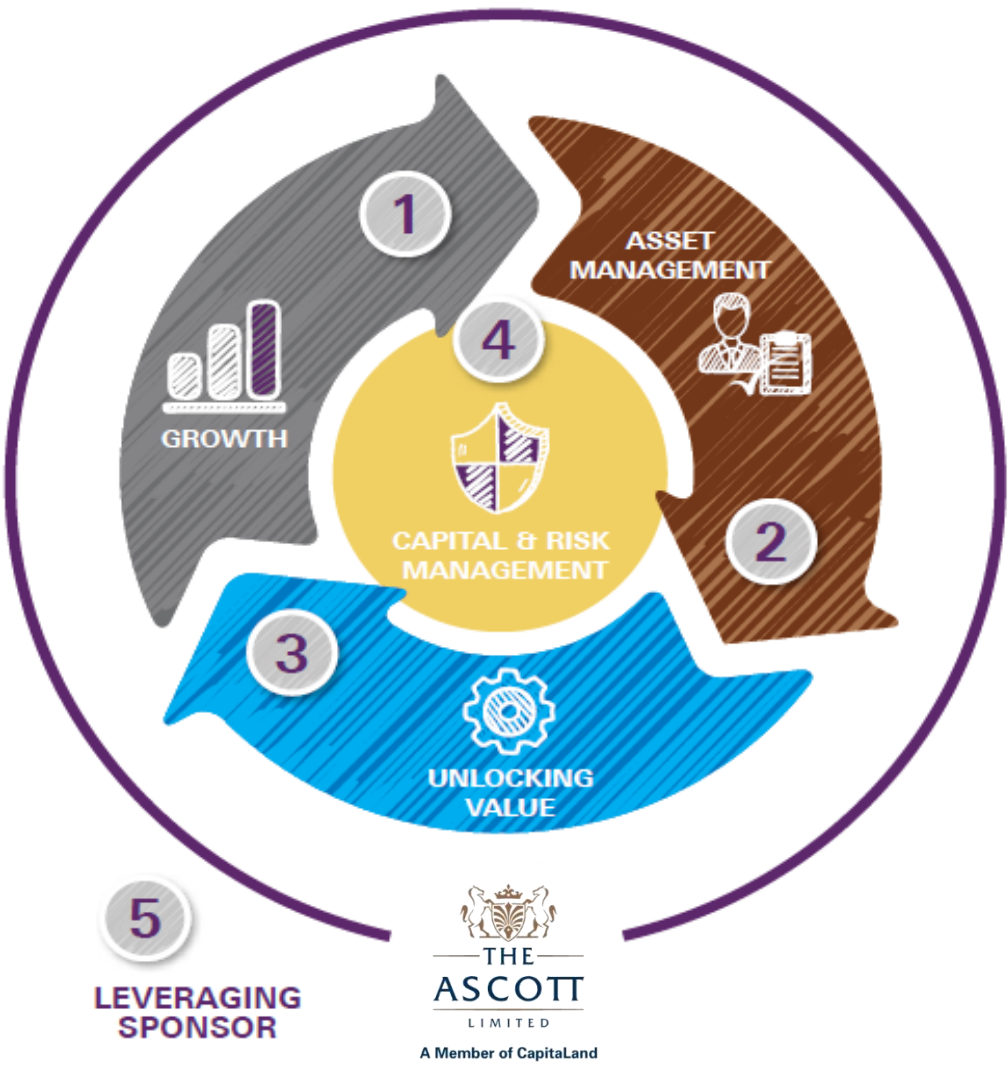 1
GROWTH
ASSET
MANAGEMENT
2
3
UNLOCKING
VALUE
4
CAPITAL & RISK
MANAGEMENT
5
LEVERAGING
SPONSOR
THE
ASCOTT
LIMITED
A Member of CapitaLand